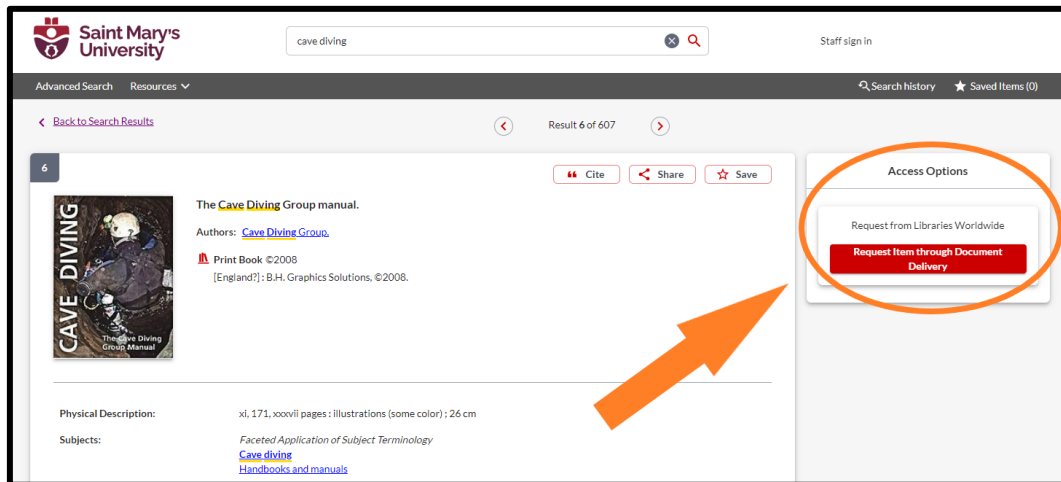 Saint Mary's
University
cave diving
Staff sign in
Advanced Search Resources
Search history Saved Items (0)
Back to Search Results
Result 6 of 607
6
Cite Share Save
CAVE DIVING
The Cave Diving
Group Manual
The Cave Diving Group manual.
Authors: Cave Diving Group.
Print Book ©2008
[England?] : B.H. Graphics Solutions, ©2008.
Access Options
Request from Libraries Worldwide
Request Item through Document
Delivery
Physical Description: xi, 171, xxxvii pages : illustrations (some color) ; 26 cm
Subjects: Faceted Application of Subject Terminology
Cave diving
Handbooks and manuals